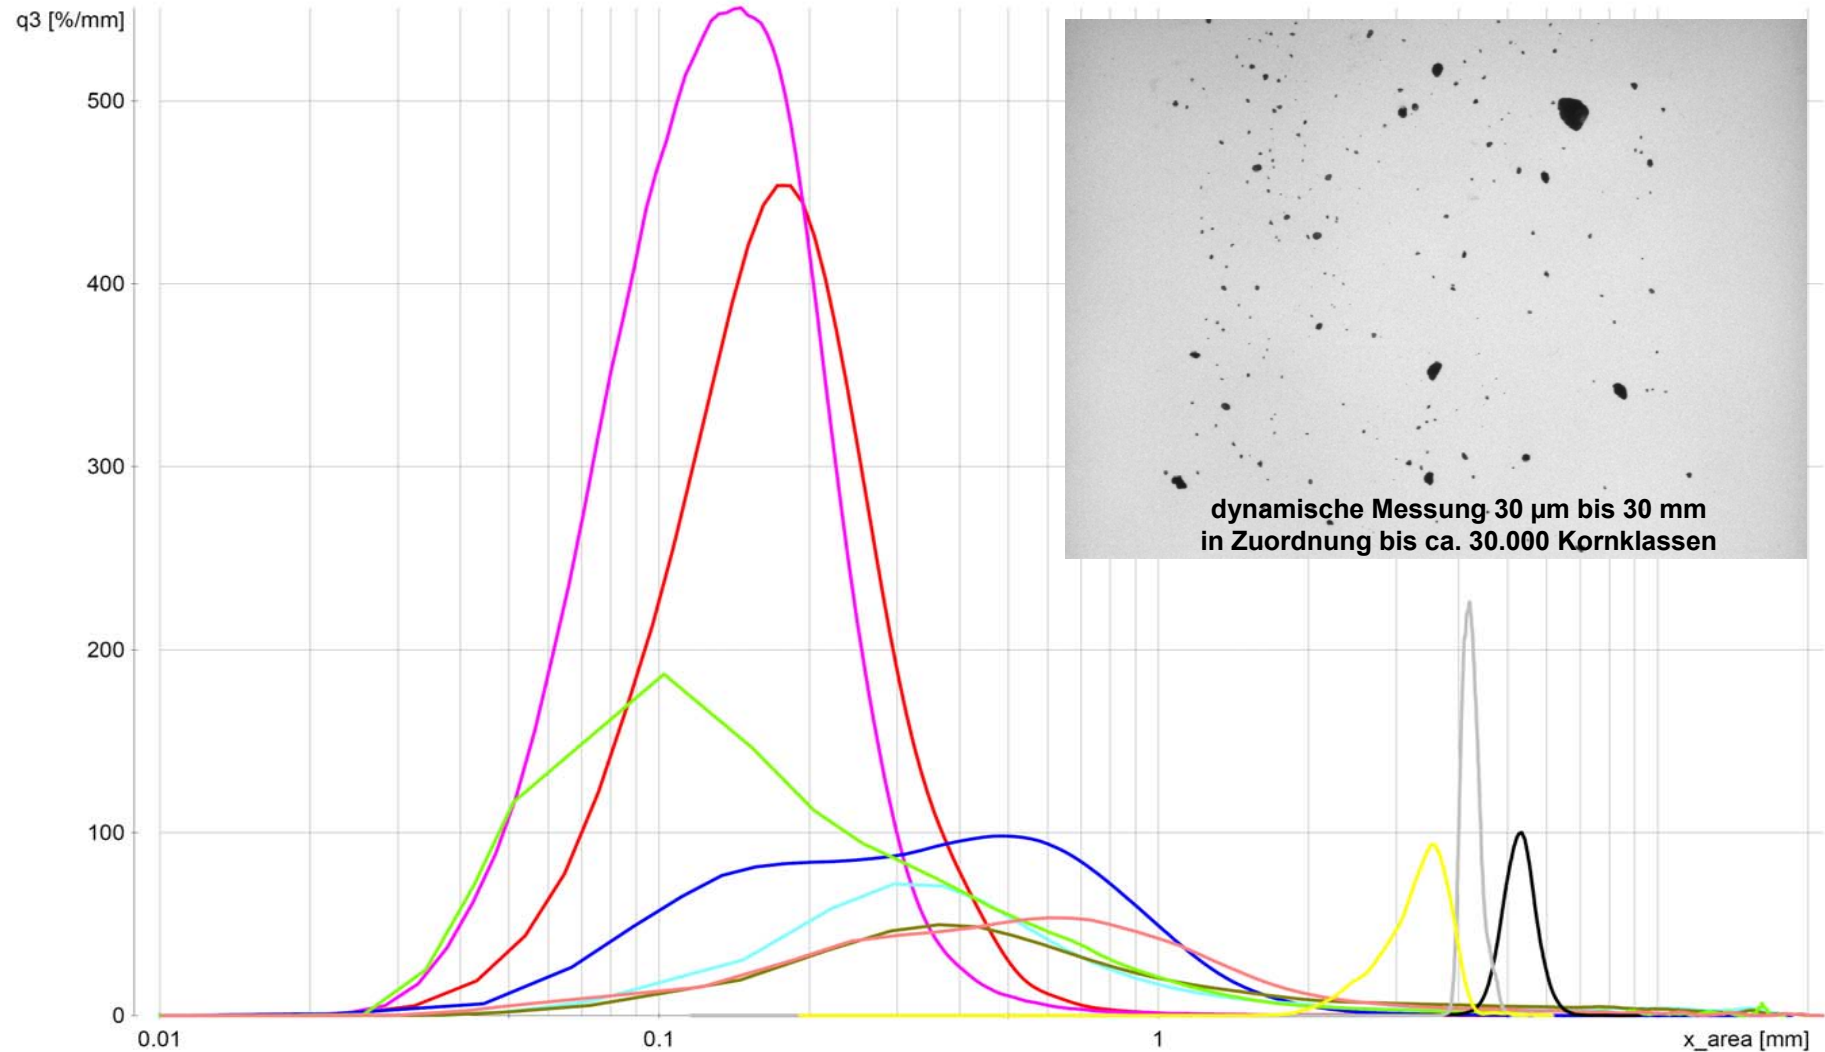 q3 [%/mm]
500
400
300
200
100
0
dynamische Messung 30 µm bis 30 mm
in Zuordnung bis ca. 30.000 Kornklassen
0.01
0.1
1
x_area [mm]